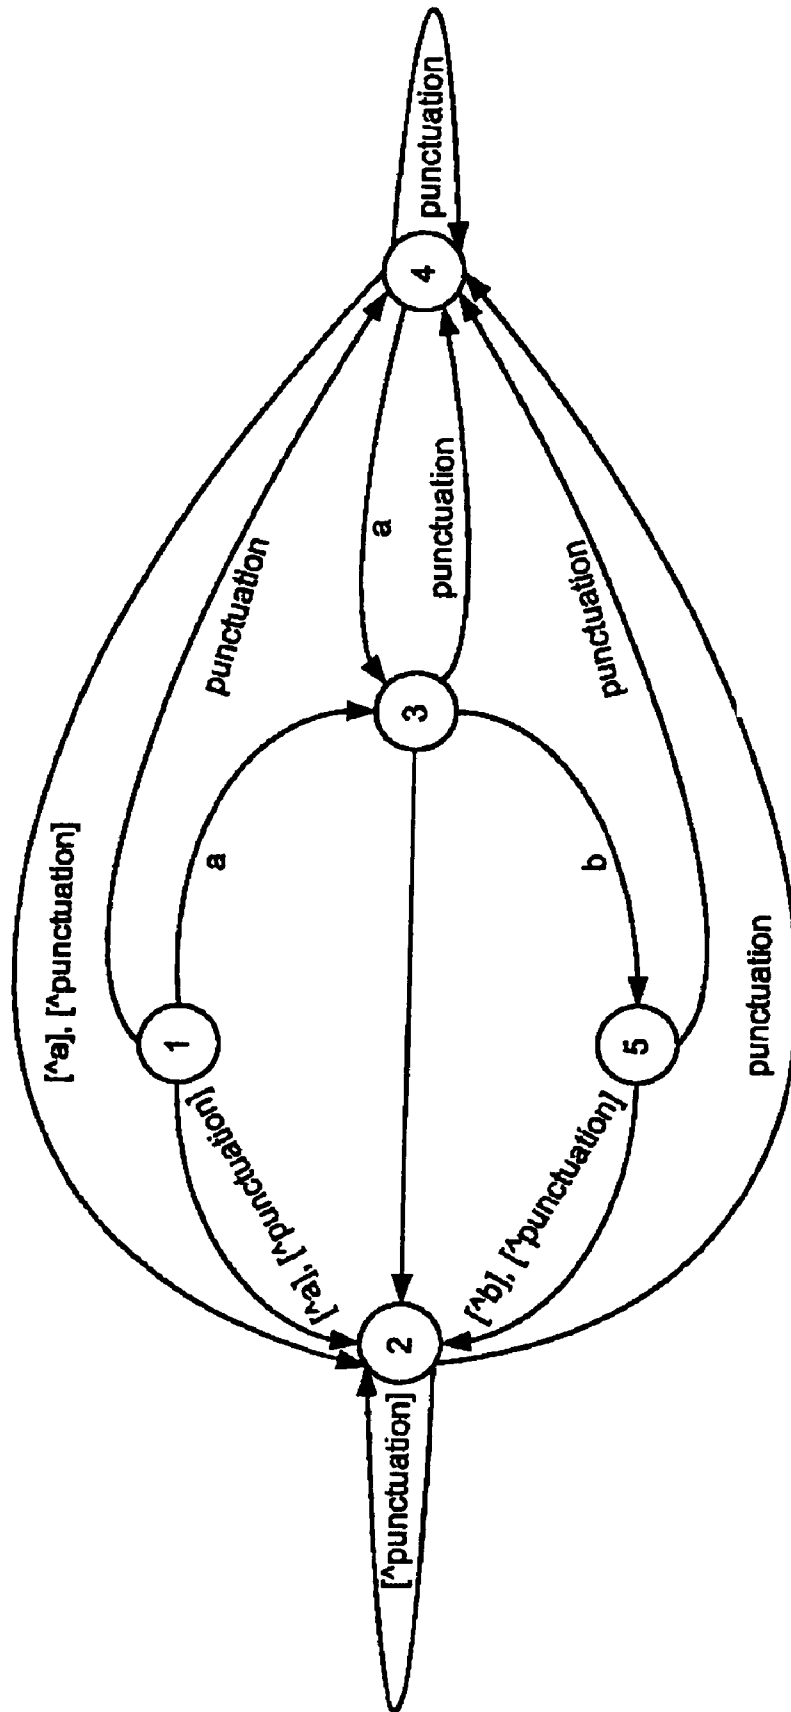 [^a], [^punctuation]
punctuation
1
a
[^a], [^punctuation]
[^punctuation]
2
3
a
punctuation
4
punctuation
b
[^b], [^punctuation]
5
punctuation
punctuation